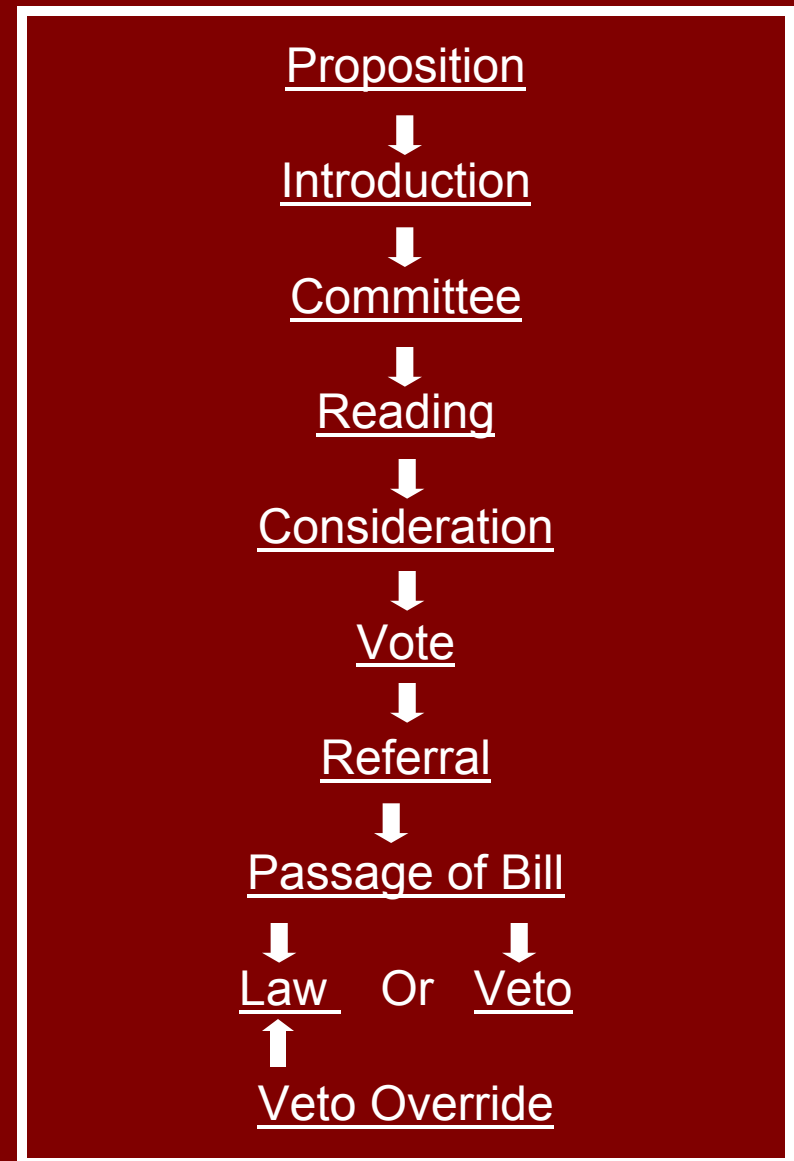 Proposition
Introduction
Committee
Reading
Consideration
Vote
Referral
Passage of Bill
Law Or Veto
Veto Override